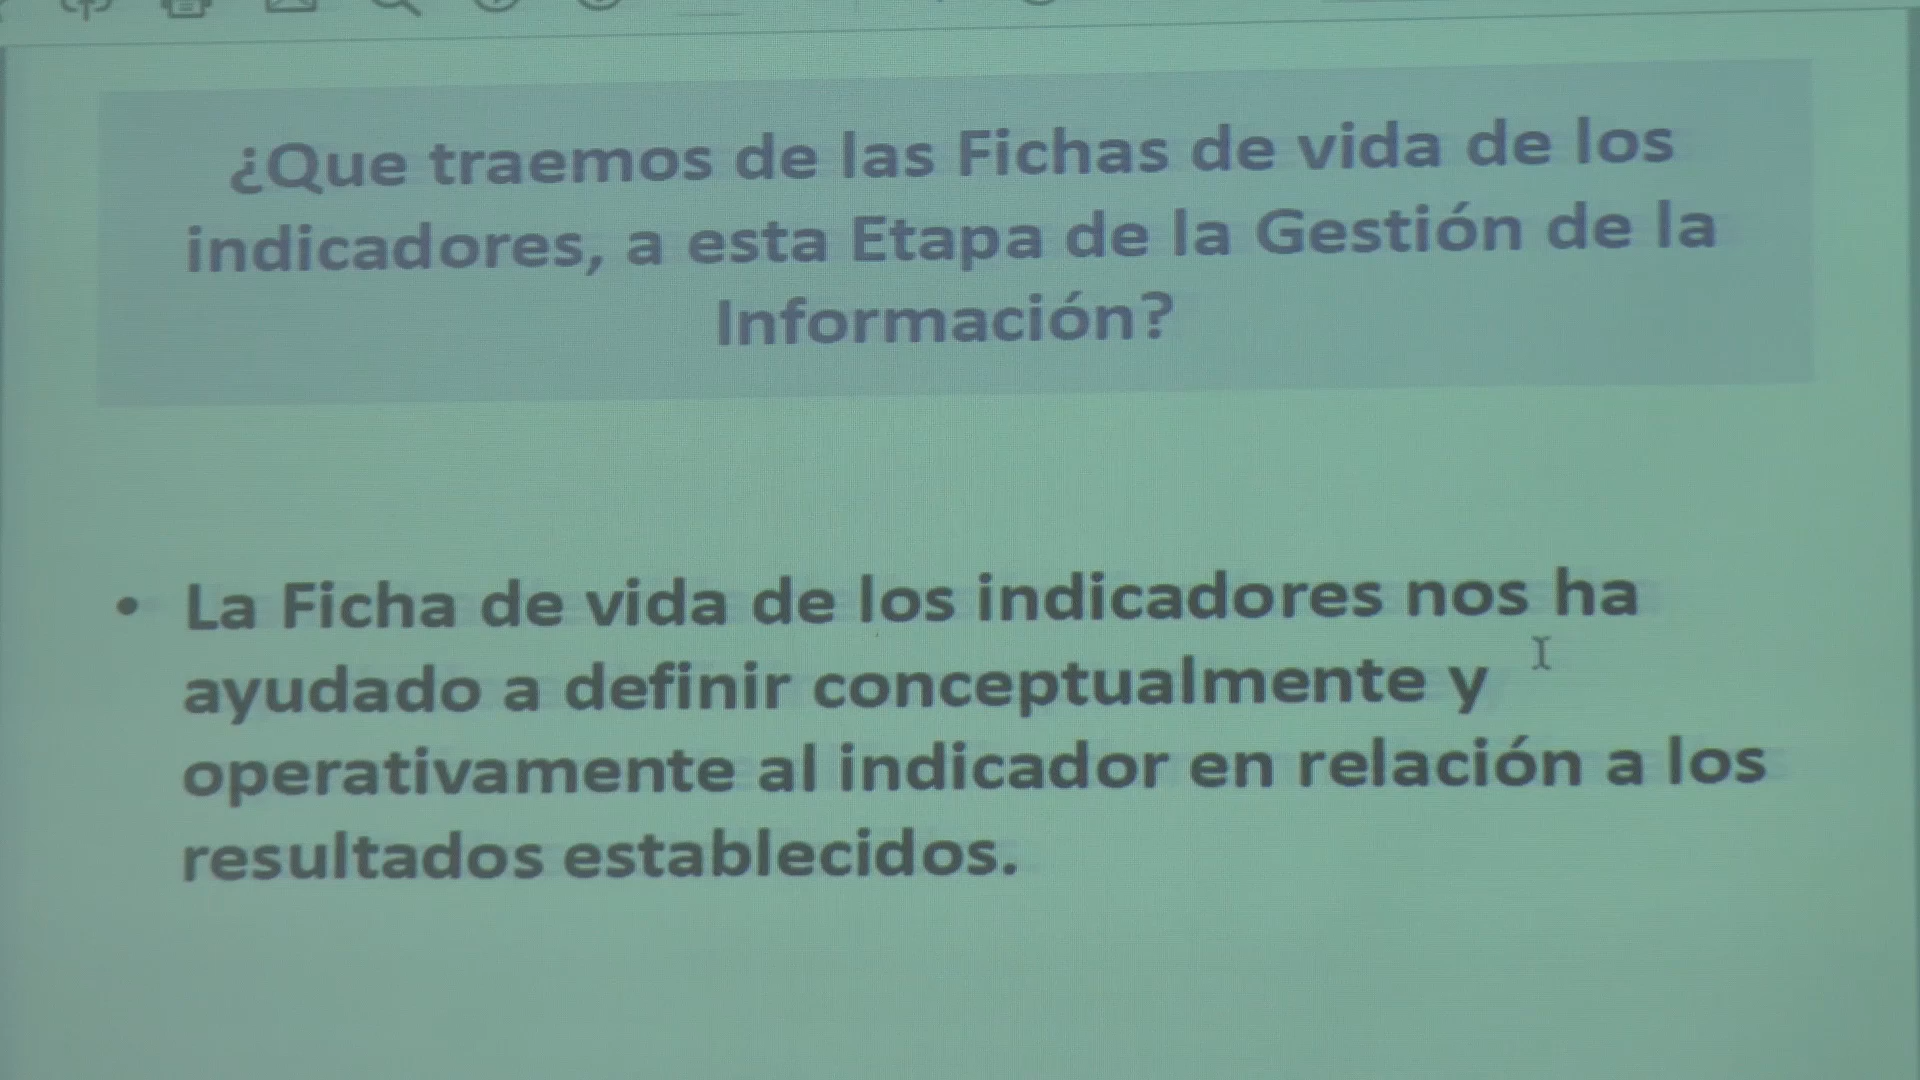 ¿Que traemos de las Fichas de vida de los
indicadores, a esta Etapa de la Gestión de la
Información?
• La Ficha de vida de los indicadores nos ha
ayudado a definir conceptualmente y
operativamente al indicador en relación a los
resultados establecidos.